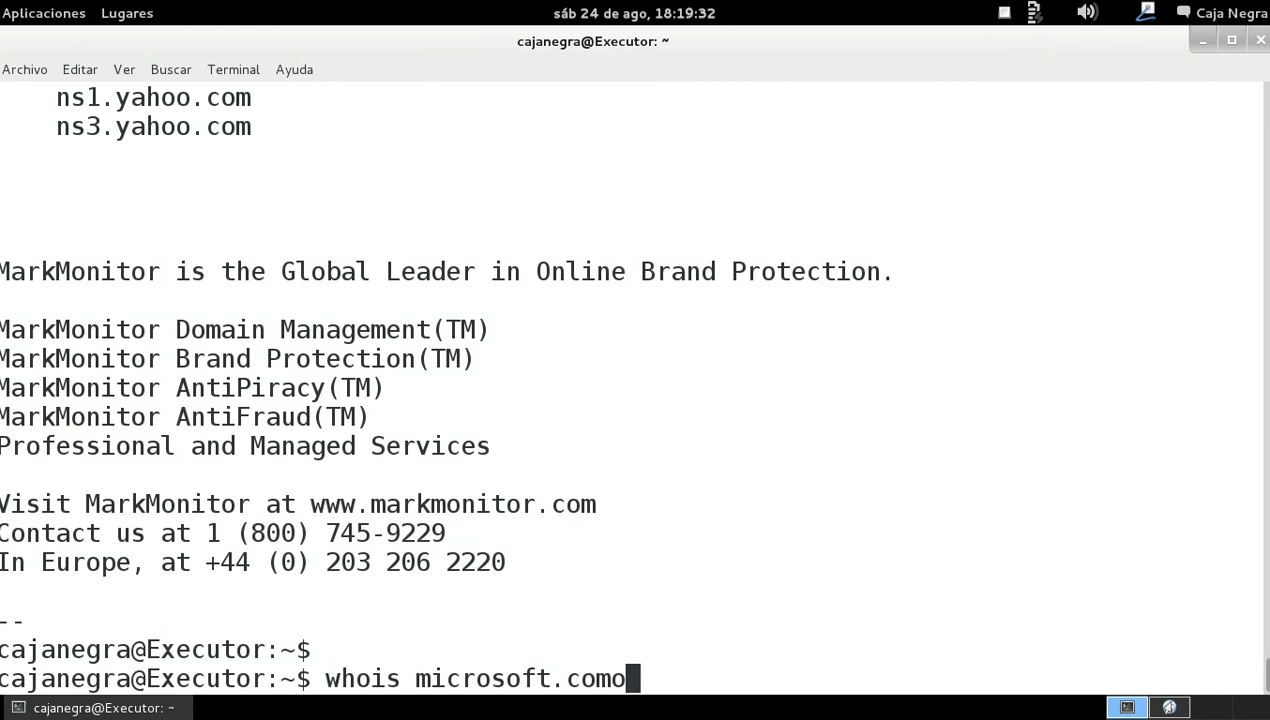 Aplicaciones Lugares sáb 24 de ago, 18:19:32 Caja Negra
cajanegra@Executor: ~
Archivo Editar Ver Buscar Terminal Ayuda
ns1.yahoo.com
ns3.yahoo.com
MarkMonitor is the Global Leader in Online Brand Protection.
MarkMonitor Domain Management(TM)
MarkMonitor Brand Protection(TM)
MarkMonitor AntiPiracy(TM)
MarkMonitor AntiFraud(TM)
Professional and Managed Services
Visit MarkMonitor at www.markmonitor.com
Contact us at 1 (800) 745-9229
In Europe, at +44 (0) 203 206 2220
--
cajanegra@Executor:~$
cajanegra@Executor:~$ whois microsoft.como
cajanegra@Executor: ~